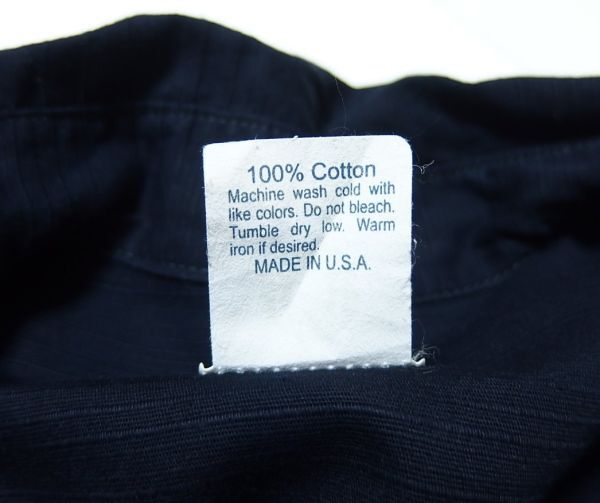 100% Cotton
Machine wash cold with
like colors. Do not bleach.
Tumble dry low. Warm
iron if desired.
MADE IN U.S.A.